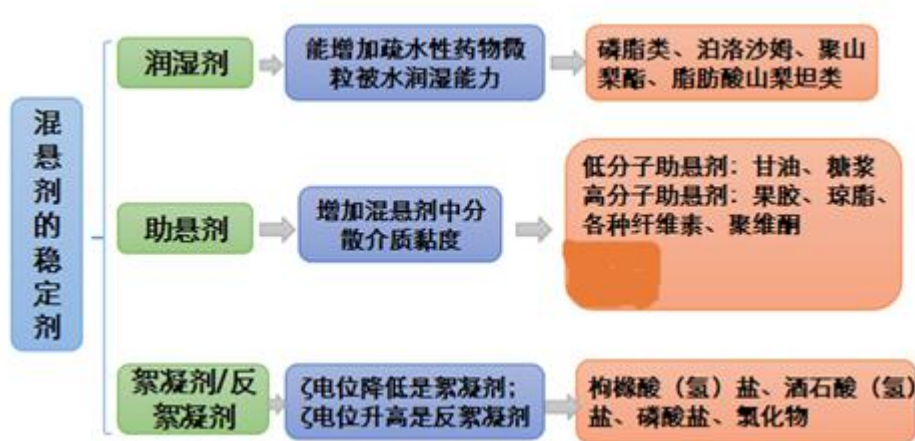 混悬剂的稳定剂
润湿剂
能增加疏水性药物微
粒被水润湿能力
磷脂类、泊洛沙姆、聚山
梨酯、脂肪酸山梨坦类
助悬剂
增加混悬剂中分
散介质黏度
低分子助悬剂：甘油、糖浆
高分子助悬剂：果胶、琼脂、
各种纤维素、聚维酮
絮凝剂/反
絮凝剂
ζ电位降低是絮凝剂；
ζ电位升高是反絮凝剂
枸橼酸（氢）盐、酒石酸（氢）
盐、磷酸盐、氯化物